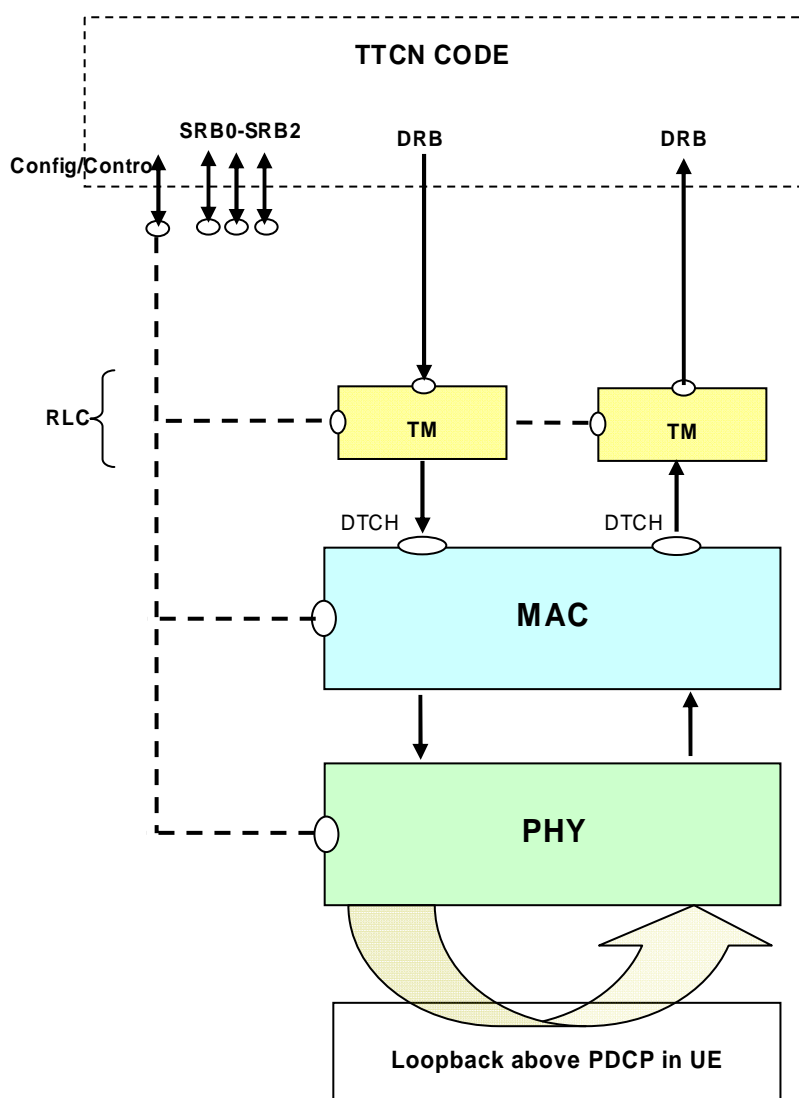 TTCN CODE
SRB0-SRB2
DRB
DRB
Config/Contro
RLC
TM
TM
DTCH
DTCH
MAC
PHY
Loopback above PDCP in UE